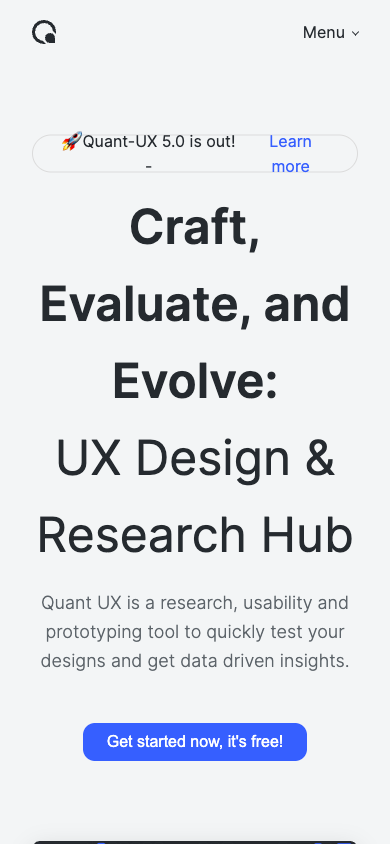 Menu
🚀Quant-UX 5.0 is out! - Learn more
Craft,
Evaluate, and
Evolve:
UX Design &
Research Hub
Quant UX is a research, usability and
prototyping tool to quickly test your
designs and get data driven insights.
Get started now, it's free!